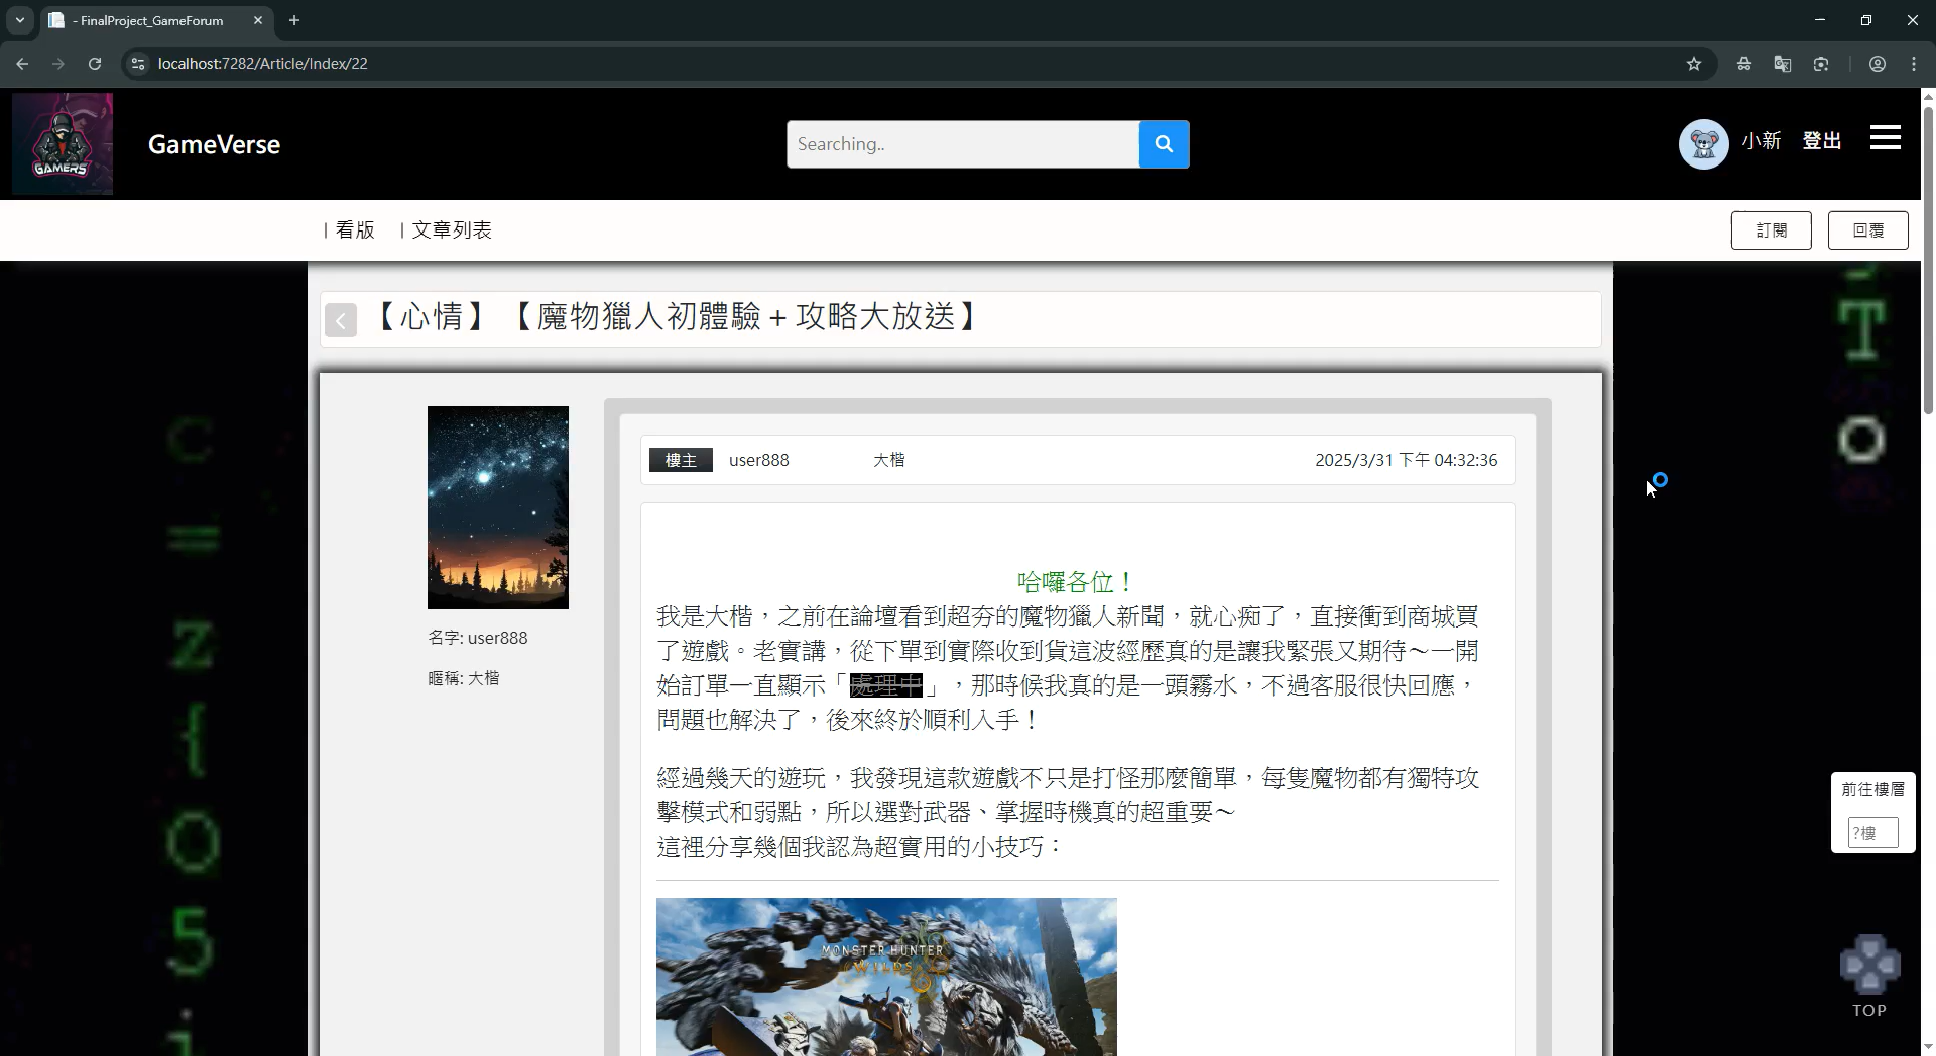 - FinalProject_GameForum
localhost:7282/Article/Index/22
GAMERS
GameVerse
Searching..
小新
登出
| 看版
| 文章列表
訂閱
回覆
【心情】【魔物獵人初體驗＋攻略大放送】
樓主
user888
大楷
2025/3/31 下午 04:32:36
名字: user888
暱稱: 大楷
哈囉各位！
我是大楷，之前在論壇看到超夯的魔物獵人新聞，就心痴了，直接衝到商城買
了遊戲。老實講，從下單到實際收到貨這波經歷真的是讓我緊張又期待～一開
始訂單一直顯示「處理中」，那時候我真的是一頭霧水，不過客服很快回應，
問題也解決了，後來終於順利入手！
經過幾天的遊玩，我發現這款遊戲不只是打怪那麼簡單，每隻魔物都有獨特攻
擊模式和弱點，所以選對武器、掌握時機真的超重要～
這裡分享幾個我認為超實用的小技巧：
MONSTER HUNTER
WILDS
前往樓層
?樓
TOP
C
=
z
{
O
5
T
O